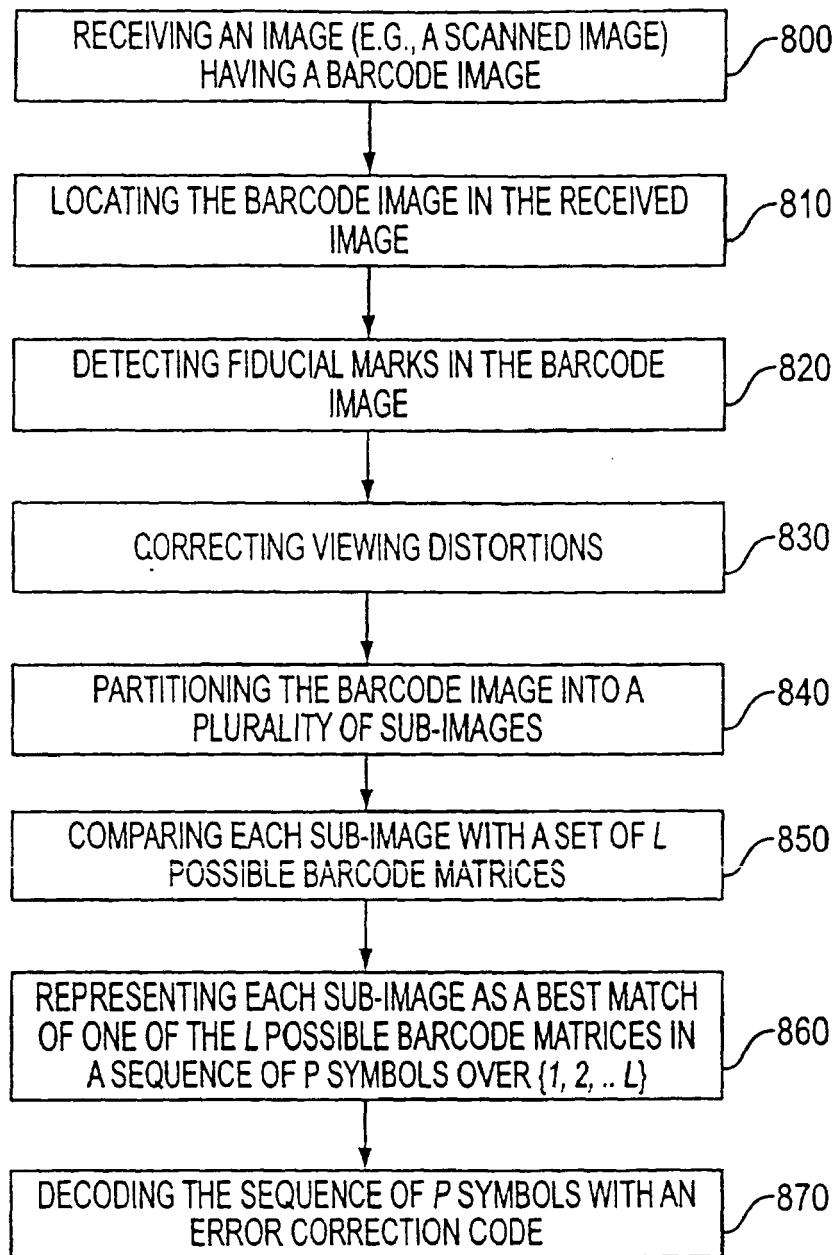 RECEIVING AN IMAGE (E.G., A SCANNED IMAGE)
HAVING A BARCODE IMAGE
800
LOCATING THE BARCODE IMAGE IN THE RECEIVED
IMAGE
810
DETECTING FIDUCIAL MARKS IN THE BARCODE
IMAGE
820
CORRECTING VIEWING DISTORTIONS
830
PARTITIONING THE BARCODE IMAGE INTO A
PLURALITY OF SUB-IMAGES
840
COMPARING EACH SUB-IMAGE WITH A SET OF L
POSSIBLE BARCODE MATRICES
850
REPRESENTING EACH SUB-IMAGE AS A BEST MATCH
OF ONE OF THE L POSSIBLE BARCODE MATRICES IN
A SEQUENCE OF P SYMBOLS OVER {1, 2, .. L}
860
DECODING THE SEQUENCE OF P SYMBOLS WITH AN
ERROR CORRECTION CODE
870